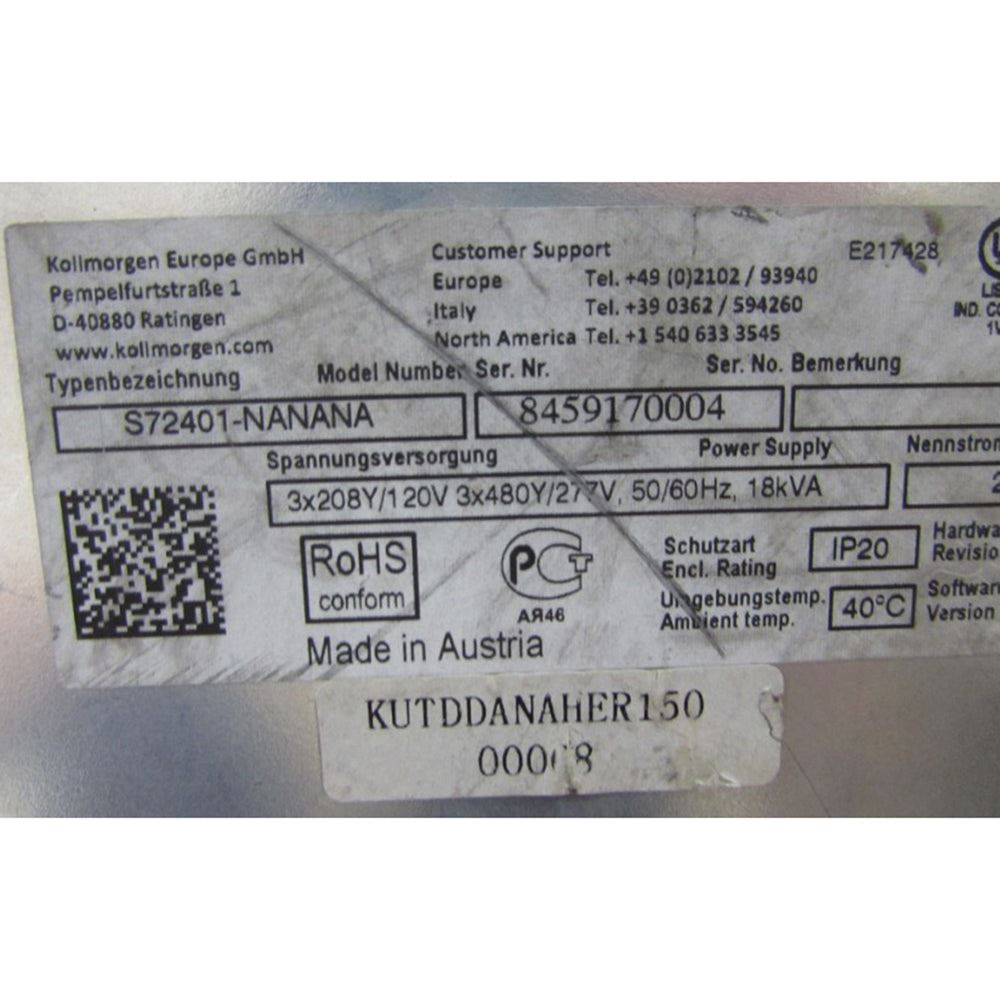 Kollmorgen Europe GmbH
Pempelfurtstraße 1
D-40880 Ratingen
www.kollmorgen.com
Customer Support
Europe Tel. +49 (0)2102 / 93940
Italy Tel. +39 0362 / 594260
North America Tel. +1 540 633 3545
E217428
IND. 
Typenbezeichnung Model Number Ser. Nr. Ser. No. Bemerkung
S72401-NANANA 8459170004
Spannungsversorgung Power Supply
3x208Y/120V 3x480Y/277V, 50/60Hz, 18kVA
RoHS
conform
АЯ46
Made in Austria
Schutzart
Encl. Rating
IP20
Umgebungstemp.
Ambient temp.
40°C
Version
KUTDDANAHER150